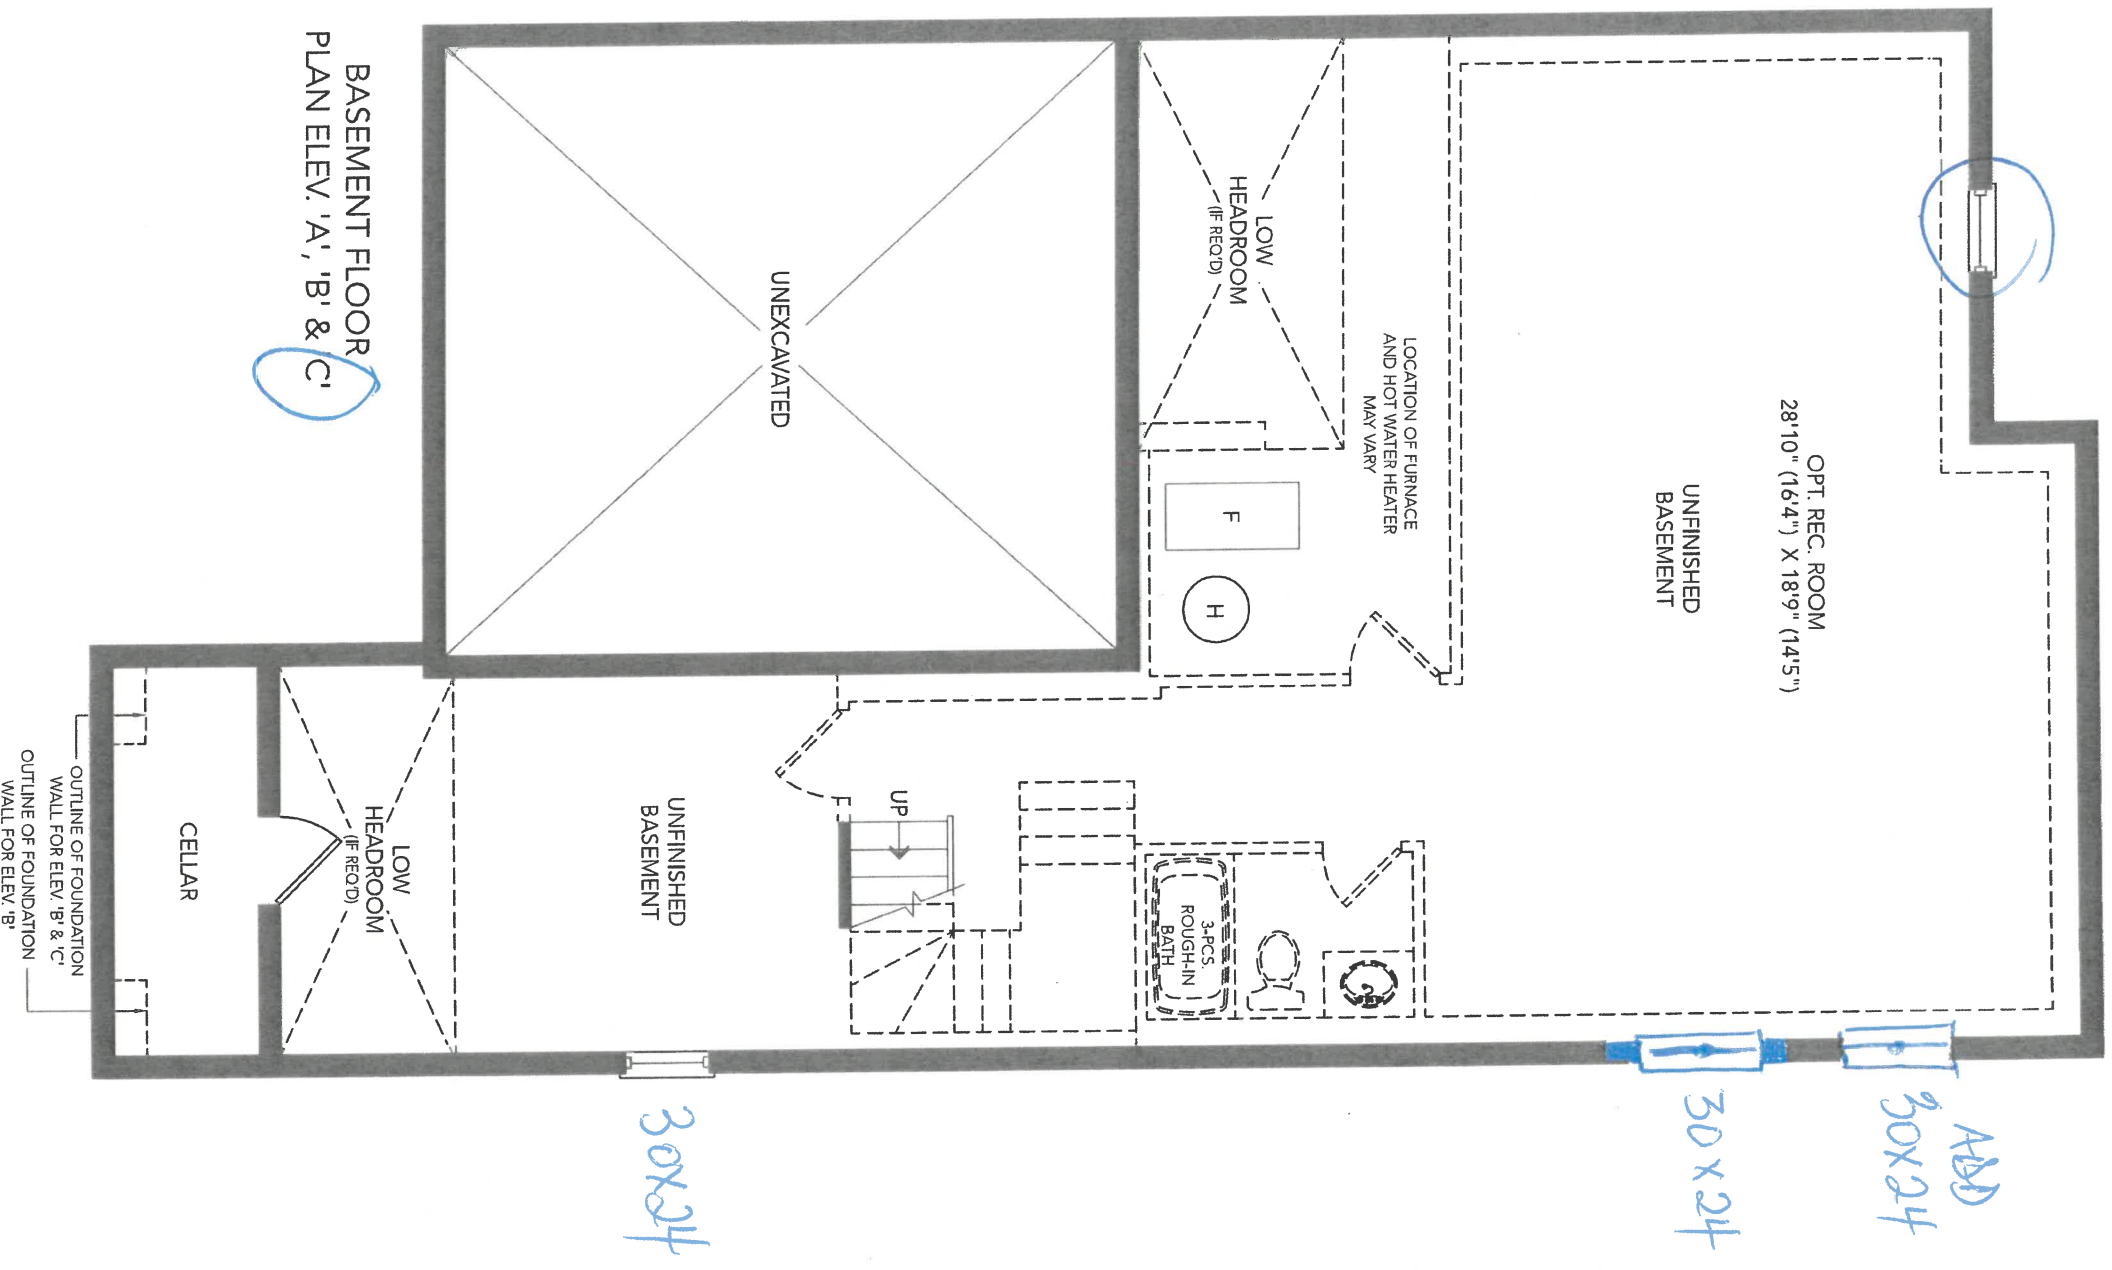 BASEMENT FLOOR
PLAN ELEV. 'A', 'B' & 'C'
UNEXCAVATED
LOW
HEADROOM
(IF REQ'D)
LOCATION OF FURNACE
AND HOT WATER HEATER
MAY VARY
F
H
OPT. REC. ROOM
28'10" (16'4") X 18'9" (14'5")
UNFINISHED
BASEMENT
3-PCS.
ROUGH-IN
BATH
UP
UNFINISHED
BASEMENT
LOW
HEADROOM
(IF REQ'D)
CELLAR
OUTLINE OF FOUNDATION
WALL FOR ELEV. 'B' & 'C'
OUTLINE OF FOUNDATION
WALL FOR ELEV. 'B'
ADD
30x24
30x24
30x24